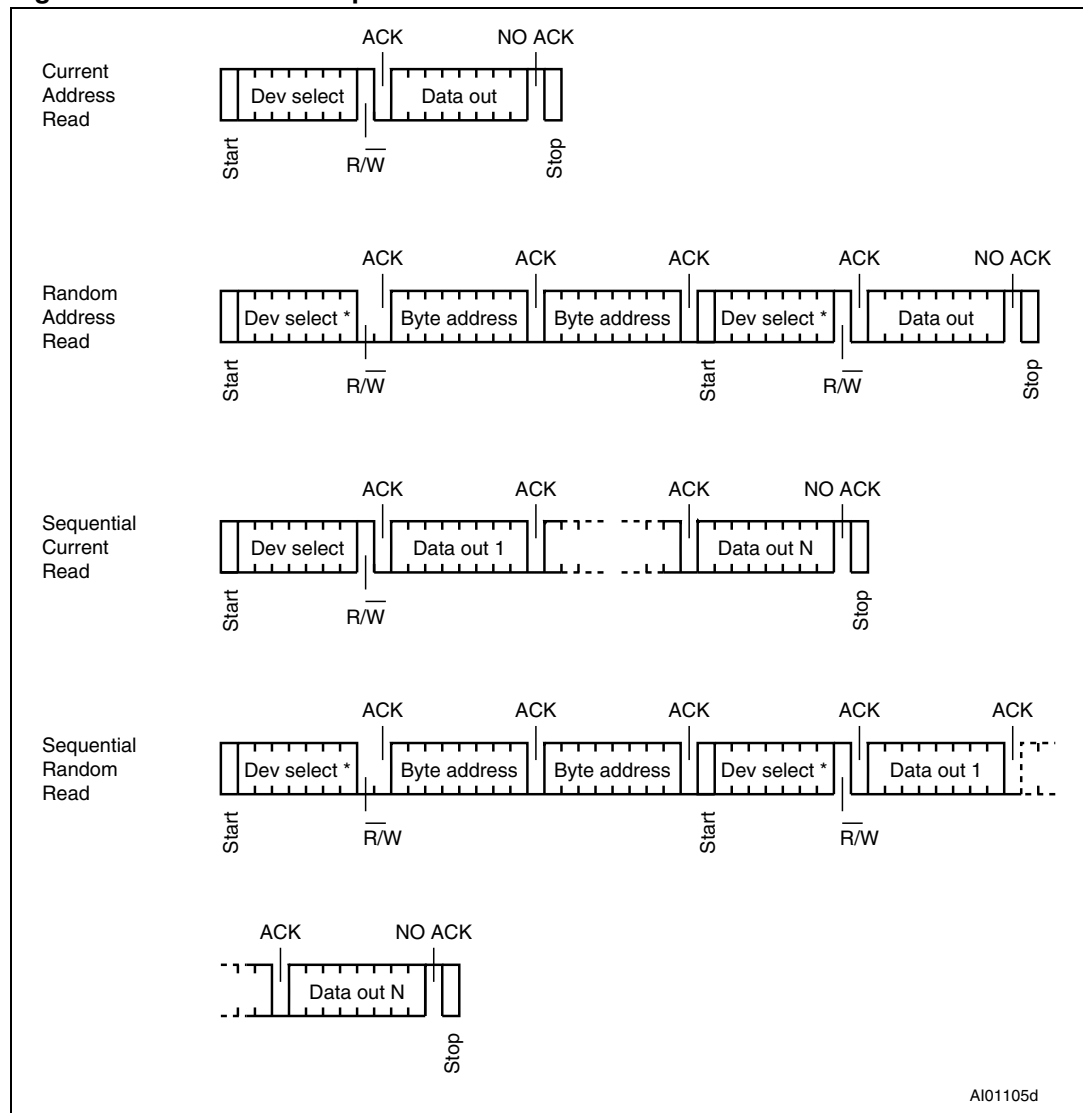 ACK NO ACK
Current
Address
Read
Dev select Data out
Start R/W̅ Stop
ACK ACK ACK ACK NO ACK
Random
Address
Read
Dev select * Byte address Byte address Dev select * Data out
Start R/W̅ Start R/W̅ Stop
ACK ACK ACK NO ACK
Sequential
Current
Read
Dev select Data out 1 Data out N
Start R/W̅ Stop
ACK ACK ACK ACK ACK
Sequential
Random
Read
Dev select * Byte address Byte address Dev select * Data out 1
Start R̅/W Start R̅/W
ACK NO ACK
Data out N
Stop
AI01105d